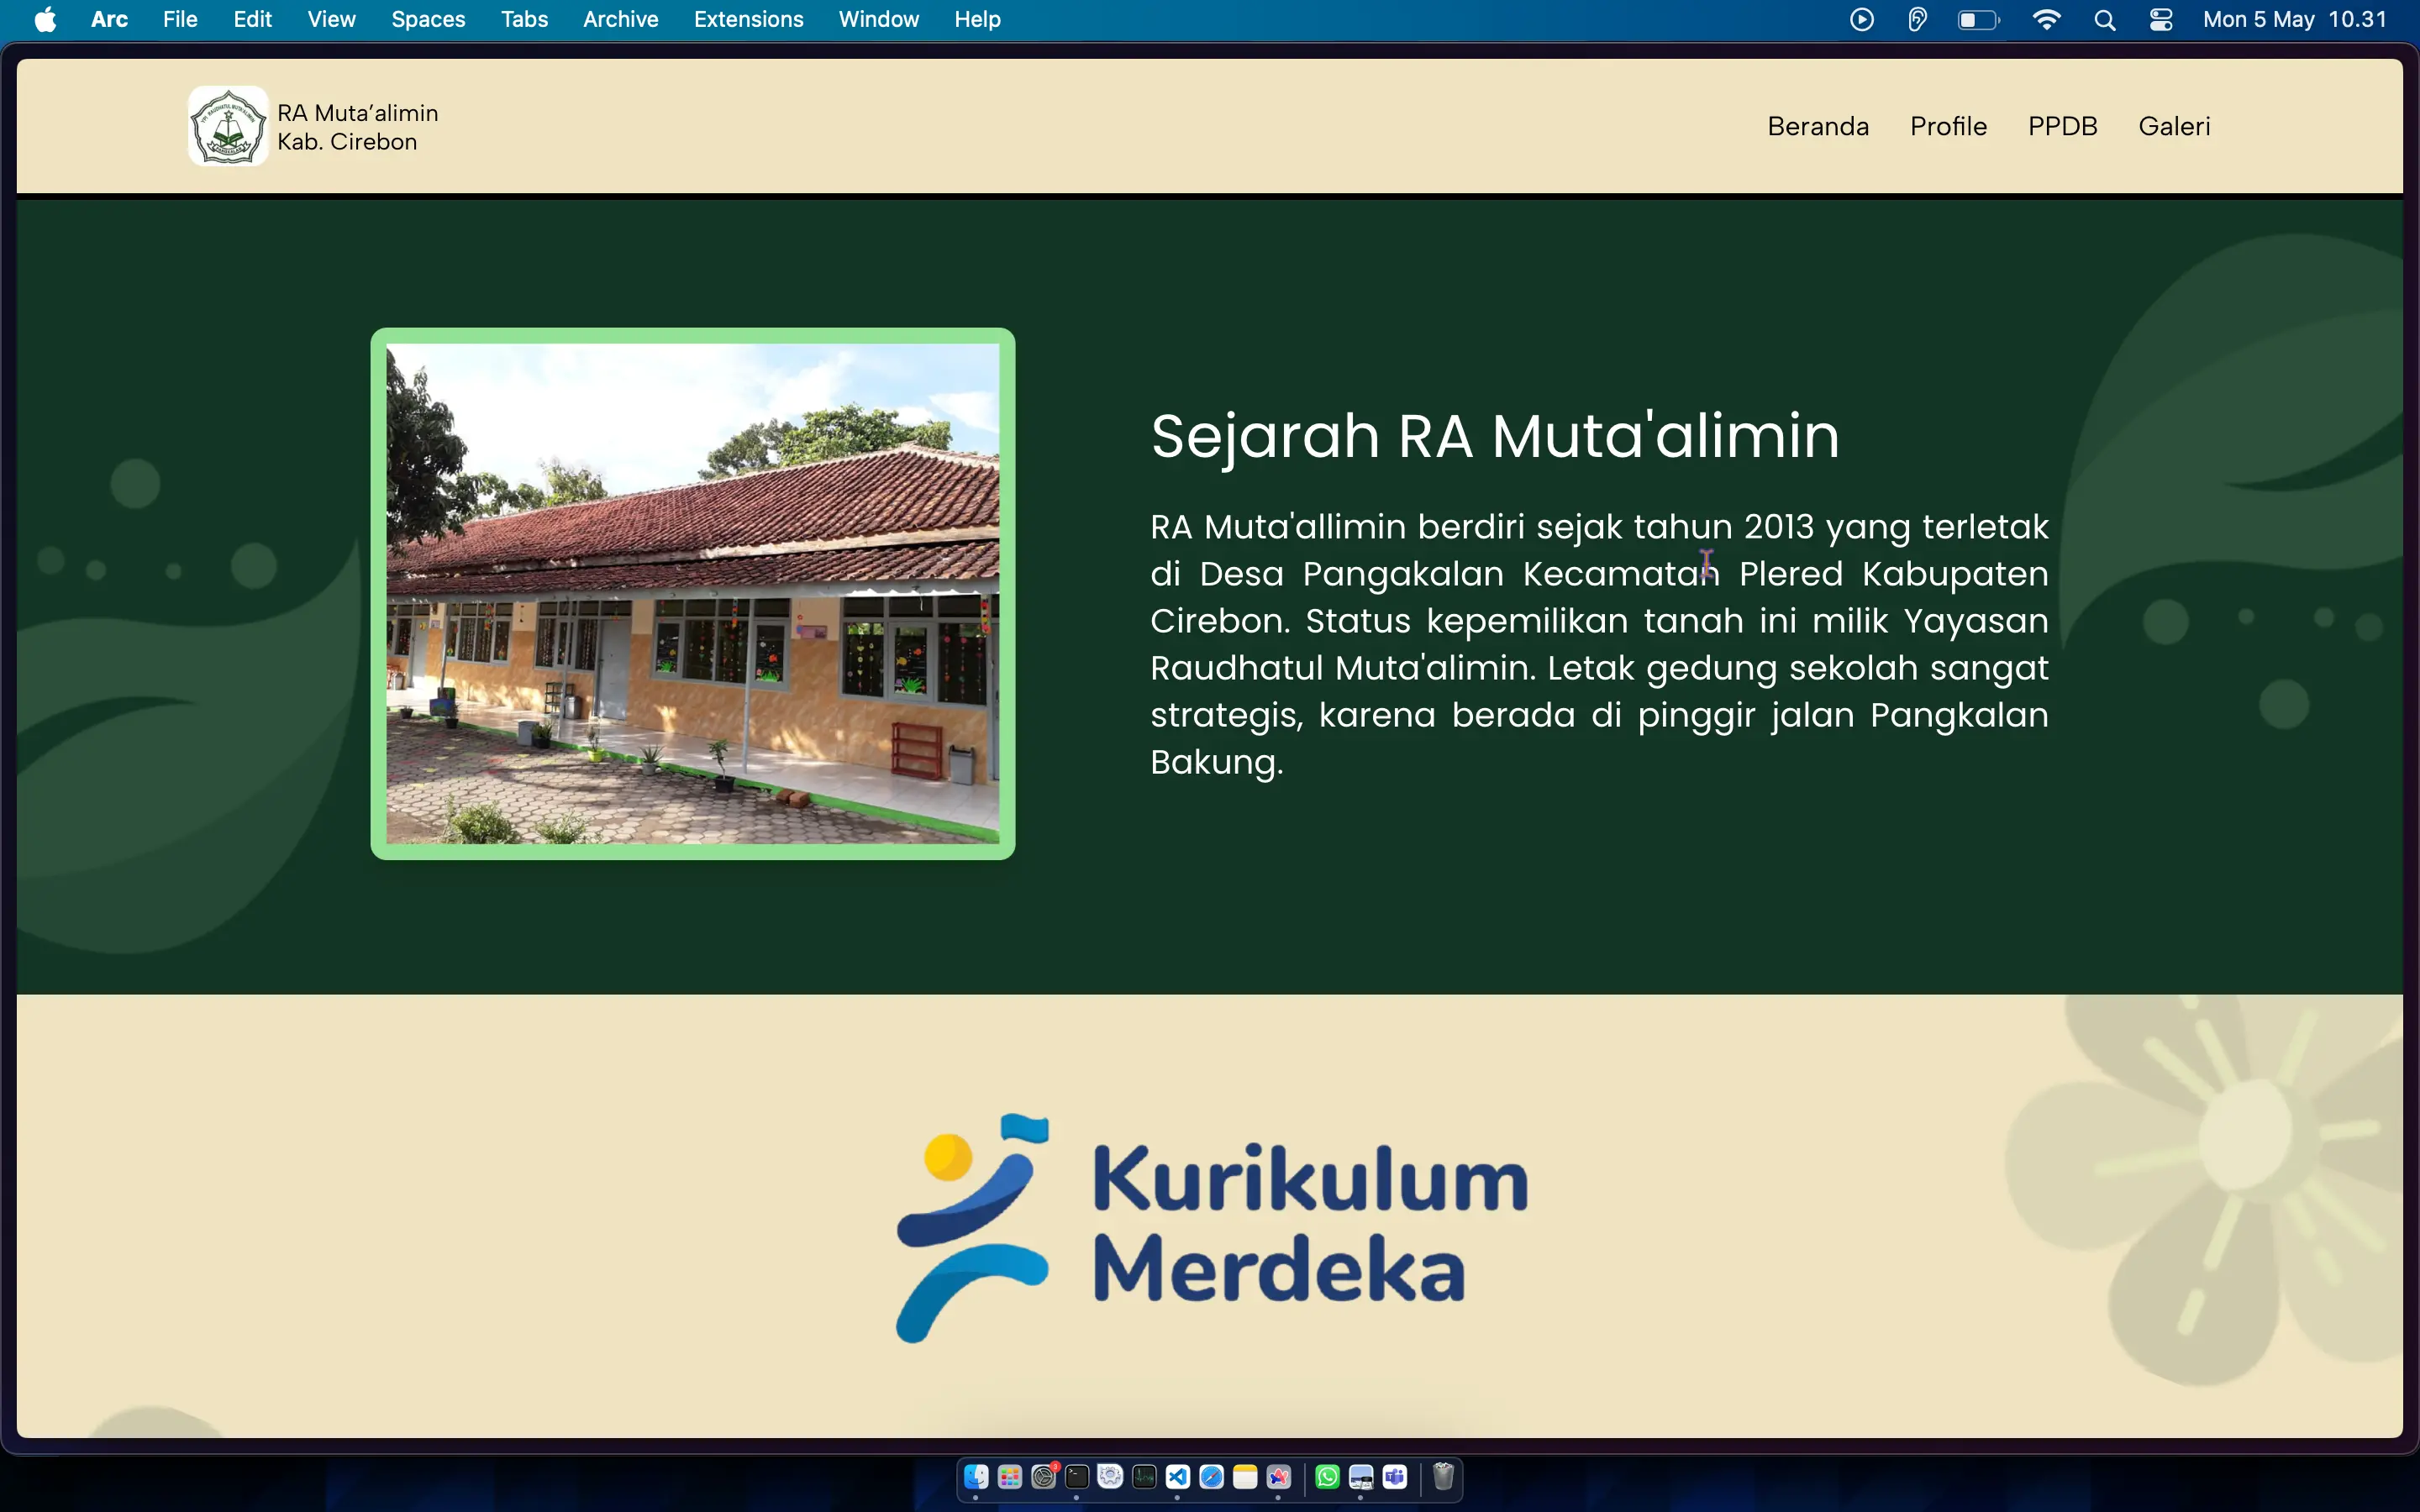 Arc File Edit View Spaces Tabs Archive Extensions Window Help Mon 5 May 10.31
RA Muta’alimin
Kab. Cirebon
Beranda Profile PPDB Galeri
Sejarah RA Muta'alimin
RA Muta'allimin berdiri sejak tahun 2013 yang terletak
di Desa Pangakalan Kecamatan Plered Kabupaten
Cirebon. Status kepemilikan tanah ini milik Yayasan
Raudhatul Muta'alimin. Letak gedung sekolah sangat
strategis, karena berada di pinggir jalan Pangkalan
Bakung.
Kurikulum
Merdeka
3